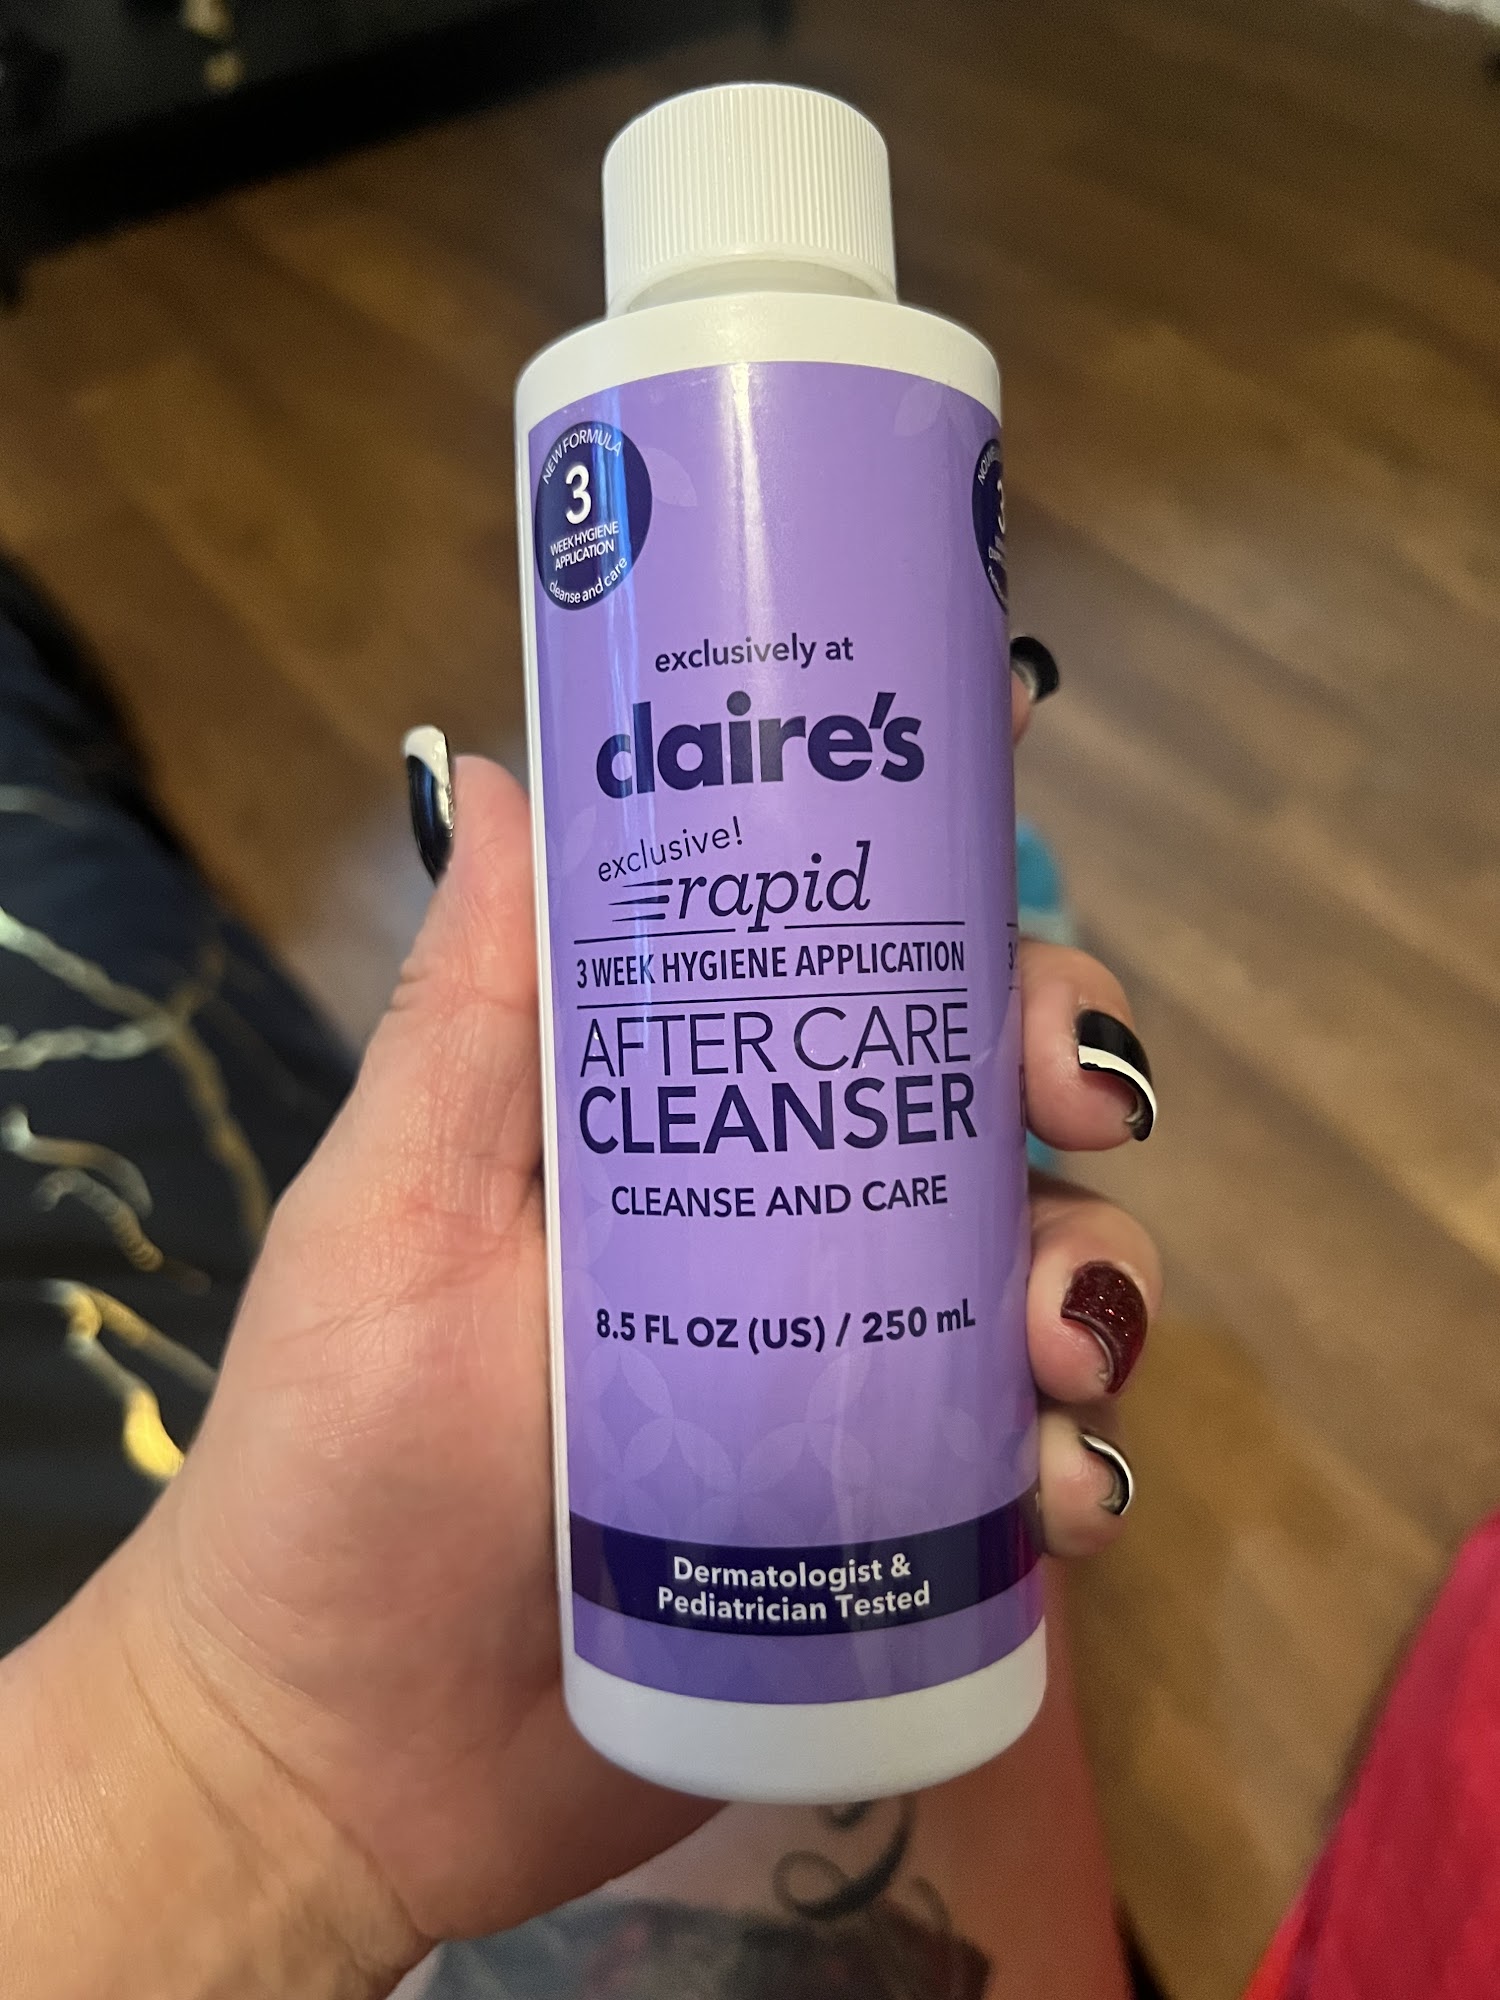 NEW FORMULA
3
WEEK HYGIENE
APPLICATION
cleanse and care
exclusively at
claire's
exclusive!
rapid
3 WEEK HYGIENE APPLICATION
AFTER CARE
CLEANSER
CLEANSE AND CARE
8.5 FL OZ (US) / 250 mL
Dermatologist &
Pediatrician Tested